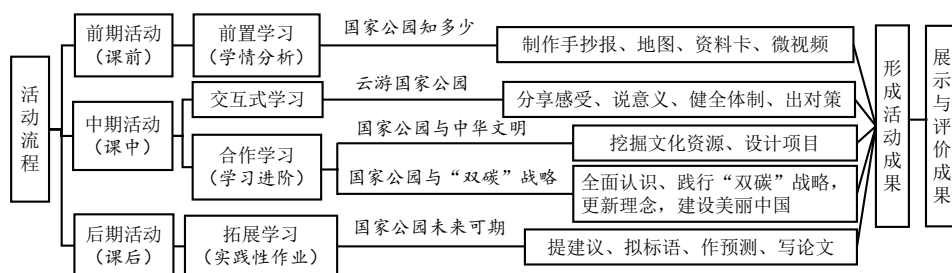 活动流程
前期活动
（课前）
前置学习
（学情分析）
国家公园知多少
制作手抄报、地图、资料卡、微视频
中期活动
（课中）
交互式学习
云游国家公园
分享感受、说意义、健全体制、出对策
合作学习
（学习进阶）
国家公园与中华文明
挖掘文化资源、设计项目
国家公园与“双碳”战略
全面认识、践行“双碳”战略，
更新理念，建设美丽中国
后期活动
（课后）
拓展学习
（实践性作业）
国家公园未来可期
提建议、拟标语、作预测、写论文
形成活动成果
展示与评价成果